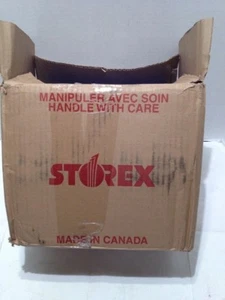 MANIPULER AVEC SOIN
HANDLE WITH CARE
STOREX
MADE IN CANADA